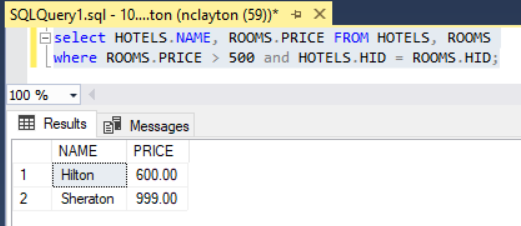 SQLQuery1.sql - 10....ton (nclayton (59))*
select HOTELS.NAME, ROOMS.PRICE FROM HOTELS, ROOMS
where ROOMS.PRICE > 500 and HOTELS.HID = ROOMS.HID;
100 %
Results Messages
NAME PRICE
1 Hilton 600.00
2 Sheraton 999.00